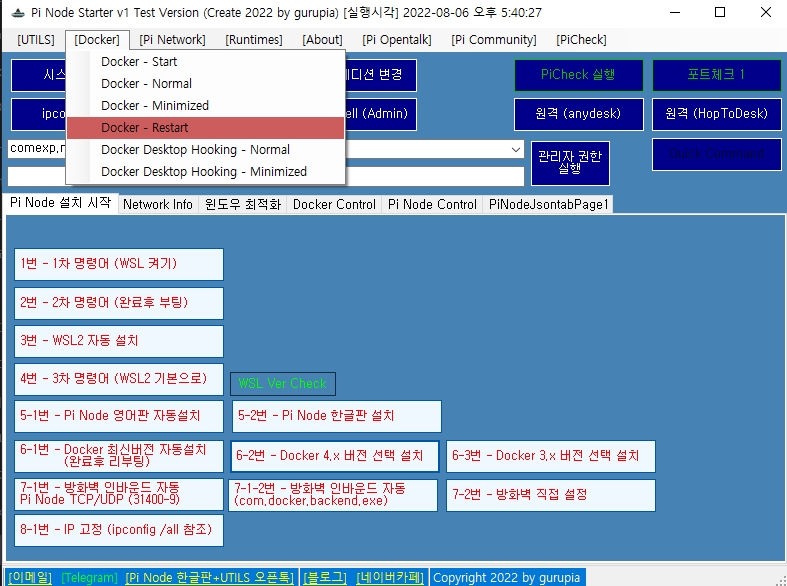 Pi Node Starter v1 Test Version (Create 2022 by gurupia) [실행시각] 2022-08-06 오후 5:40:27
[UTILS] [Docker] [Pi Network] [Runtimes] [About] [Pi Opentalk] [Pi Community] [PiCheck]
Docker - Start
Docker - Normal
Docker - Minimized
Docker - Restart
Docker Desktop Hooking - Normal
Docker Desktop Hooking - Minimized
시스 에디션 변경 PiCheck 실행 포트체크 1
ipco ell (Admin) 원격 (anydesk) 원격 (HopToDesk)
comexp,m
관리자 권한
실행
Quick Command
Pi Node 설치 시작 Network Info 윈도우 최적화 Docker Control Pi Node Control PiNodeJsontabPage1
1번 - 1차 명령어 (WSL 켜기)
2번 - 2차 명령어 (완료후 부팅)
3번 - WSL2 자동 설치
4번 - 3차 명령어 (WSL2 기본으로) WSL Ver Check
5-1번 - Pi Node 영어판 자동설치 5-2번 - Pi Node 한글판 설치
6-1번 - Docker 최신버전 자동설치
(완료후 리부팅)
6-2번 - Docker 4.x 버전 선택 설치 6-3번 - Docker 3.x 버전 선택 설치
7-1번 - 방화벽 인바운드 자동
Pi Node TCP/UDP (31400-9)
7-1-2번 - 방화벽 인바운드 자동
(com.docker.backend.exe)
7-2번 - 방화벽 직접 설정
8-1번 - IP 고정 (ipconfig /all 참조)
[이메일] [Telegram] [Pi Node 한글판+UTILS 오픈톡] [블로그] [네이버카페] Copyright 2022 by gurupia